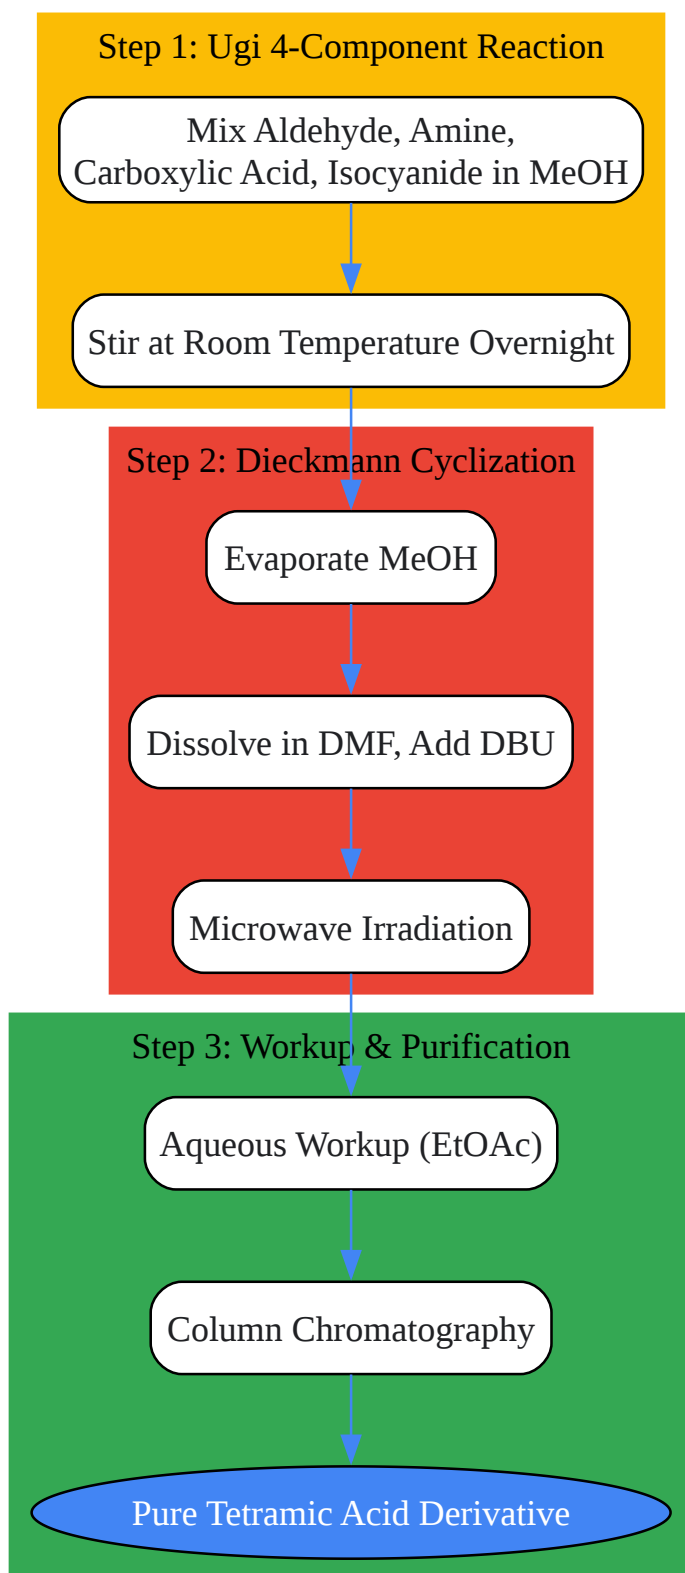 Step 1: Ugi 4-Component Reaction
Mix Aldehyde, Amine,
Carboxylic Acid, Isocyanide in MeOH
Stir at Room Temperature Overnight
Step 2: Dieckmann Cyclization
Evaporate MeOH
Dissolve in DMF, Add DBU
Microwave Irradiation
Step 3: Workup & Purification
Aqueous Workup (EtOAc)
Column Chromatography
Pure Tetramic Acid Derivative